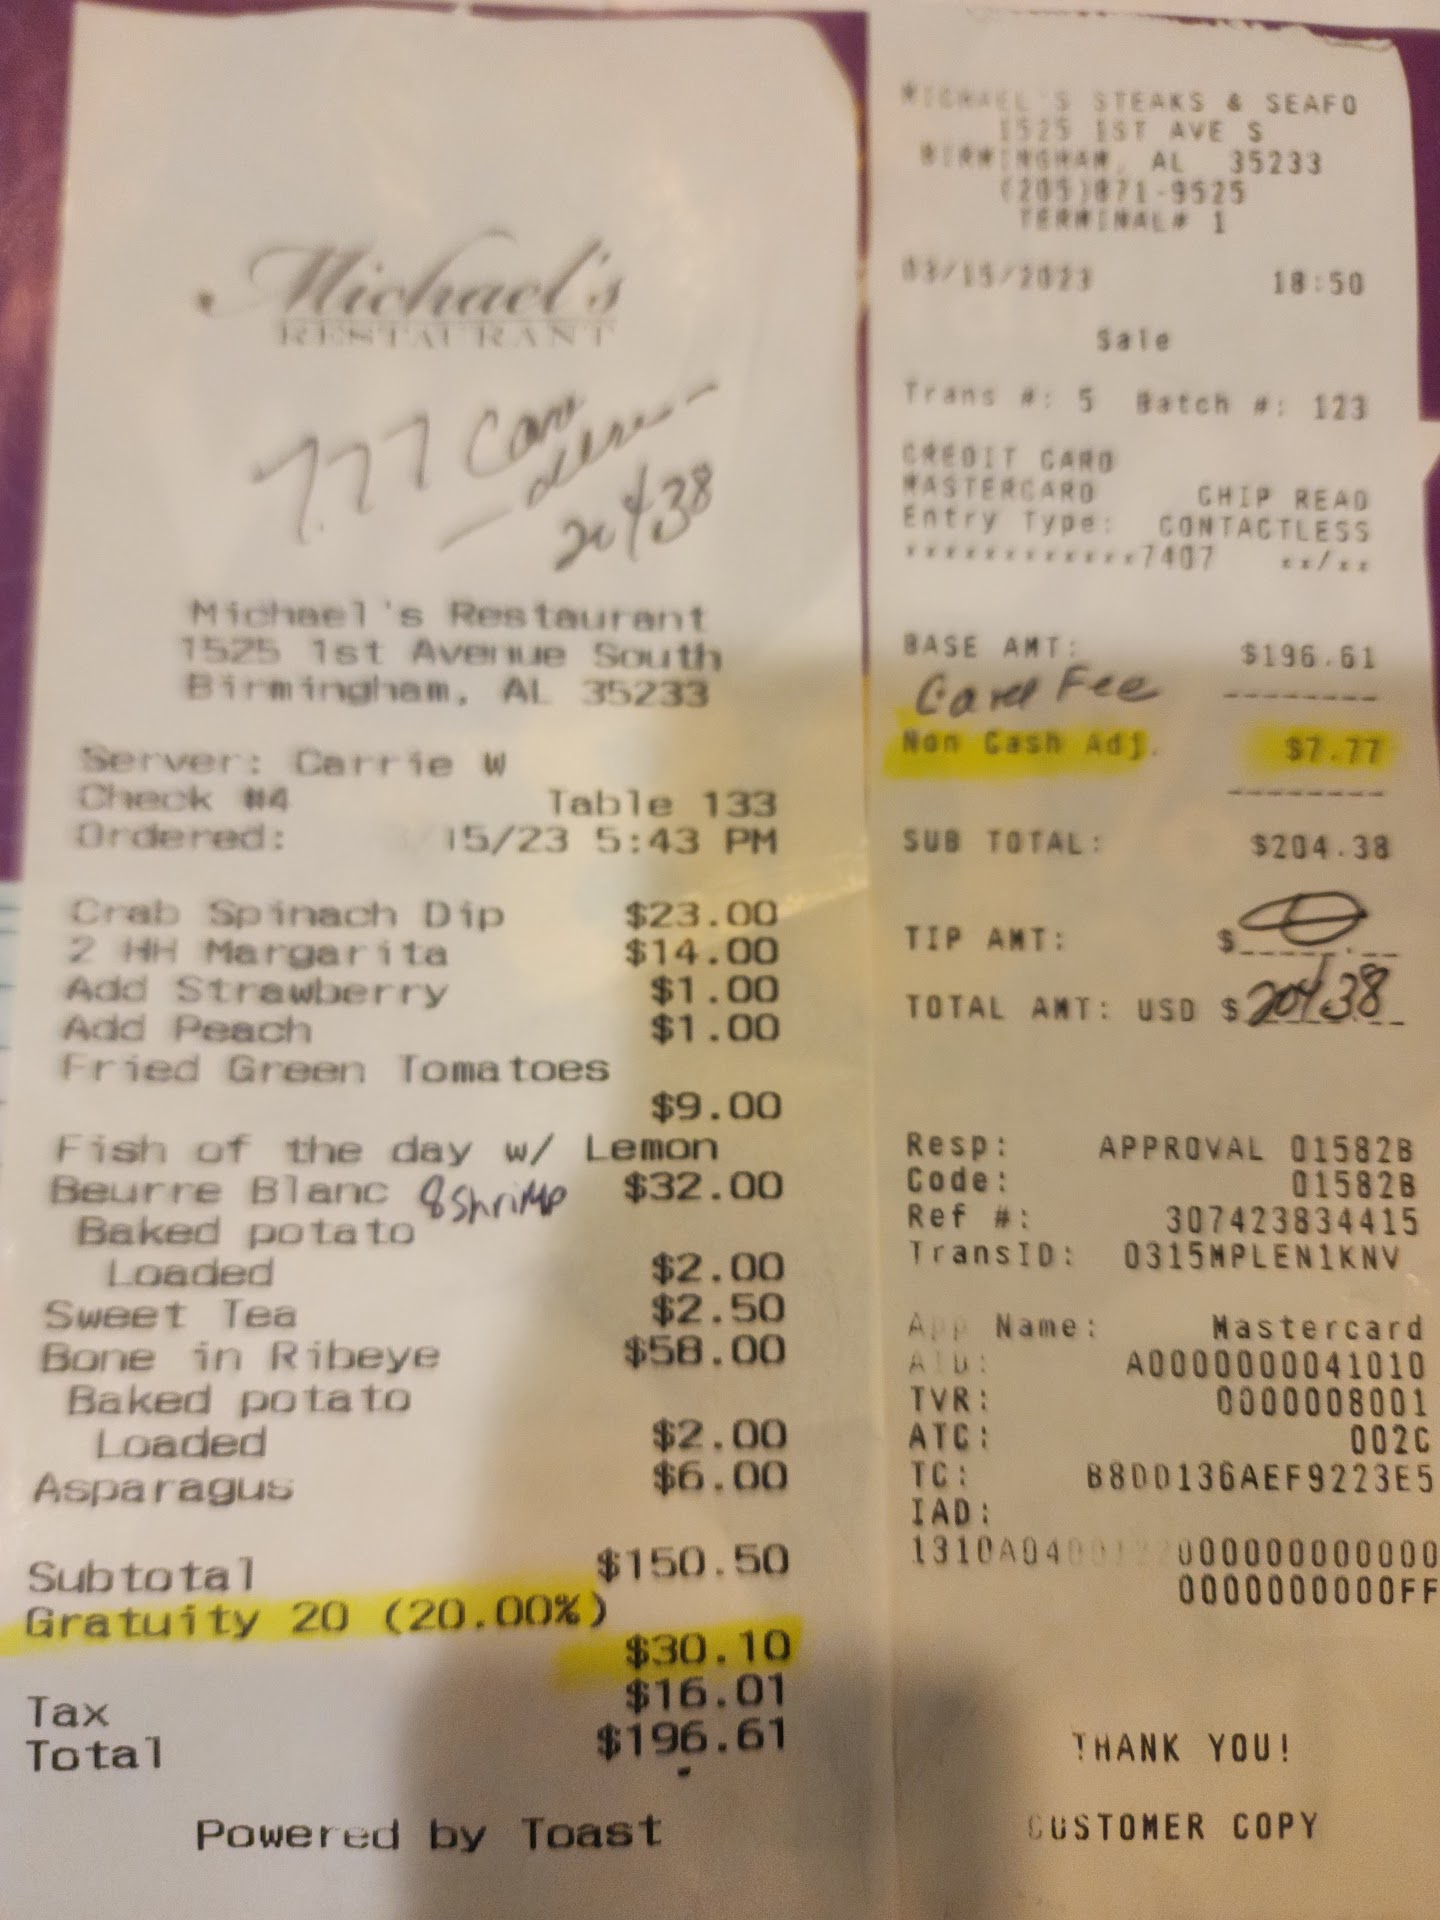 Michael's
RESTAURANT
7.77 Card
204.38
Michael's Restaurant
1525 1st Avenue South
Birmingham, AL 35233
Server: Carrie W
Check #4 Table 133
Ordered: 15/23 5:43 PM
Crab Spinach Dip $23.00
2 HH Margarita $14.00
Add Strawberry $1.00
Add Peach $1.00
Fried Green Tomatoes
$9.00
Fish of the day w/ Lemon
Beurre Blanc 8 Shrimp $32.00
Baked potato
Loaded $2.00
Sweet Tea $2.50
Bone in Ribeye $58.00
Baked potato
Loaded $2.00
Asparagus $6.00
Subtotal $150.50
Gratuity 20 (20.00%)
$30.10
Tax $16.01
Total $196.61
Powered by Toast
MICHAEL'S STEAKS & SEAFO
1525 1ST AVE S
BIRMINGHAM, AL 35233
(205)871-9525
TERMINAL# 1
03/15/2023 18:50
Sale
Trans #: 5 Batch #: 123
CREDIT CARD
MASTERCARD CHIP READ
Entry Type: CONTACTLESS
************7407 **/**
BASE AMT: $196.61
Card Fee
Non Cash Adj. $7.77
SUB TOTAL: $204.38
TIP AMT: $
TOTAL AMT: USD $204.38
Resp: APPROVAL 01582B
Code: 01582B
Ref #: 307423834415
TransID: 0315MPLEN1KNV
App Name: Mastercard
AID: A0000000041010
TVR: 0000008001
ATC: 002C
TC: B8DD136AEF9223E5
IAD:
1310A04001220000000000000
0000000000FF
THANK YOU!
CUSTOMER COPY